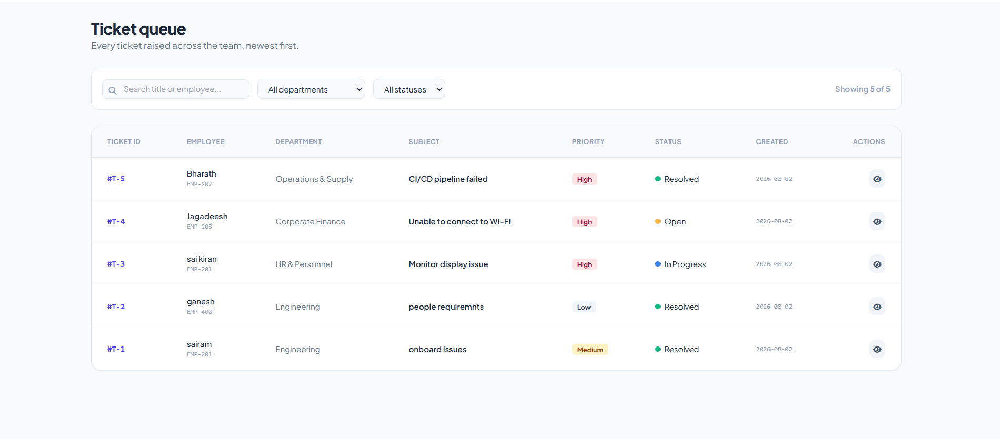 Ticket queue
Every ticket raised across the team, newest first.
Search title or employee... All departments All statuses Showing 5 of 5
TICKET ID EMPLOYEE DEPARTMENT SUBJECT PRIORITY STATUS CREATED ACTIONS
#T-5 Bharath Operations & Supply CI/CD pipeline failed High Resolved 2026-08-02
EMP-207
#T-4 Jagadeesh Corporate Finance Unable to connect to Wi-Fi High Open 2026-08-02
EMP-203
#T-3 sai kiran HR & Personnel Monitor display issue High In Progress 2026-08-02
EMP-201
#T-2 ganesh Engineering people requiremnts Low Resolved 2026-08-02
EMP-400
#T-1 sairam Engineering onboard issues Medium Resolved 2026-08-02
EMP-201